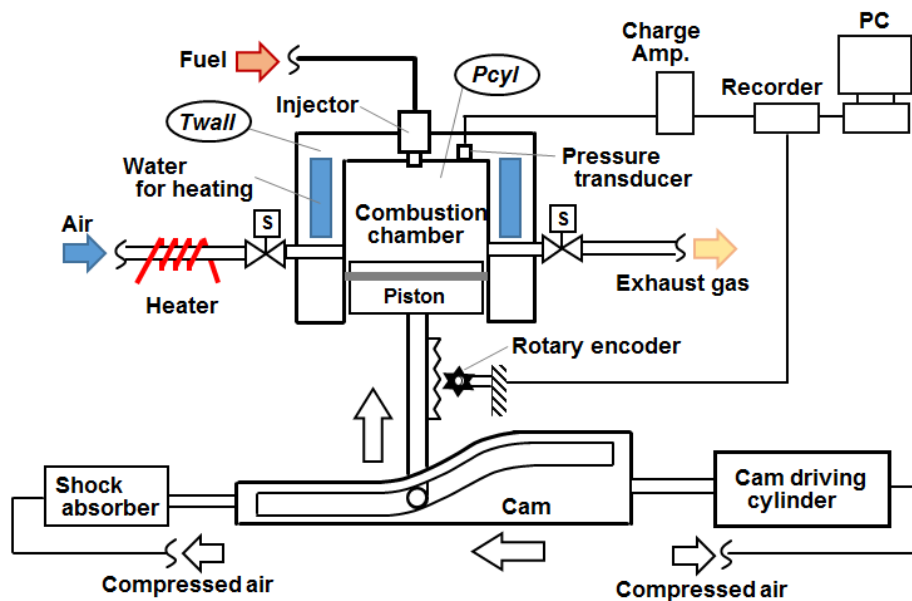 PC
Charge
Amp.
Recorder
Fuel
Pcyl
Injector
Twall
Pressure
transducer
Water
for heating
Combustion
chamber
S
S
Air
Heater
Piston
Exhaust gas
Rotary encoder
Shock
absorber
Cam
Cam driving
cylinder
Compressed air
Compressed air